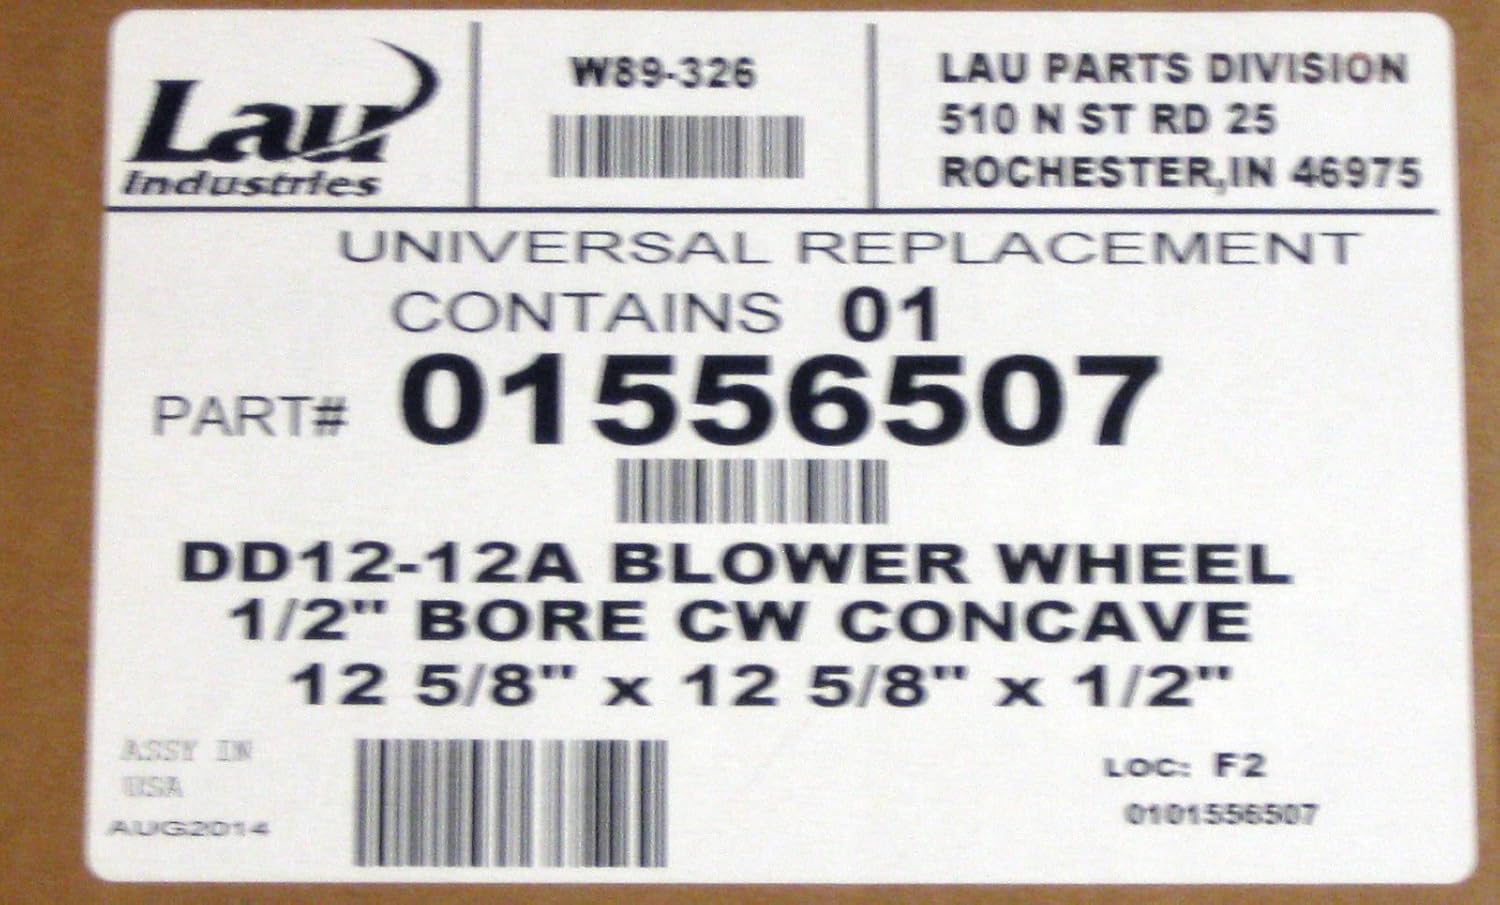 Lau
Industries
W89-326
LAU PARTS DIVISION
510 N ST RD 25
ROCHESTER,IN 46975
UNIVERSAL REPLACEMENT
CONTAINS 01
PART# 01556507
DD12-12A BLOWER WHEEL
1/2" BORE CW CONCAVE
12 5/8" x 12 5/8" x 1/2"
ASSY IN
USA
AUG2014
LOC: F2
0101556507